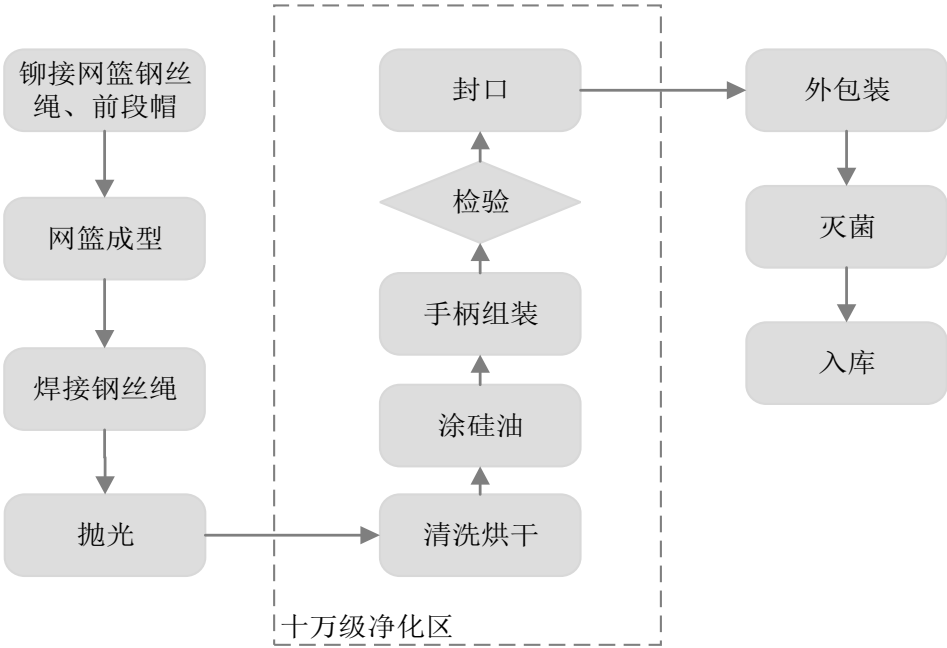 铆接网篮钢丝
绳、前段帽
网篮成型
焊接钢丝绳
抛光
封口
检验
手柄组装
涂硅油
清洗烘干
十万级净化区
外包装
灭菌
入库